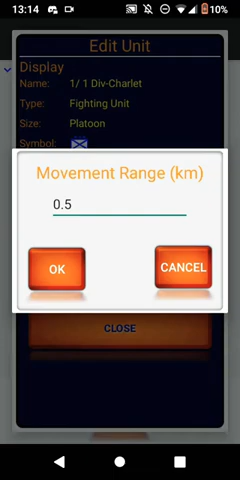 13:14
10%
Edit Unit
Display
Name: 1/ 1 Div-Charlet
Type: Fighting Unit
Size: Platoon
Symbol:
Movement Range (km)
0.5
OK CANCEL
CLOSE